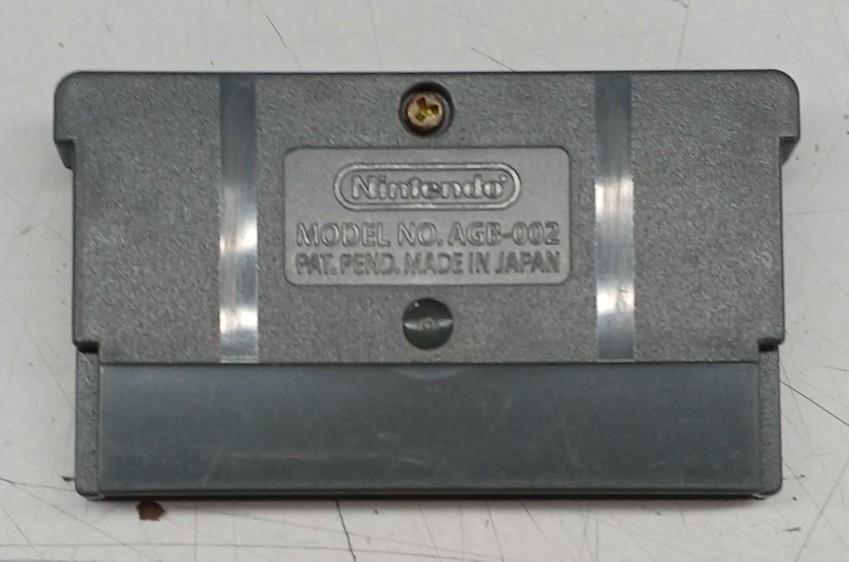 Nintendo®
MODEL NO. AGB-002
PAT. PEND. MADE IN JAPAN